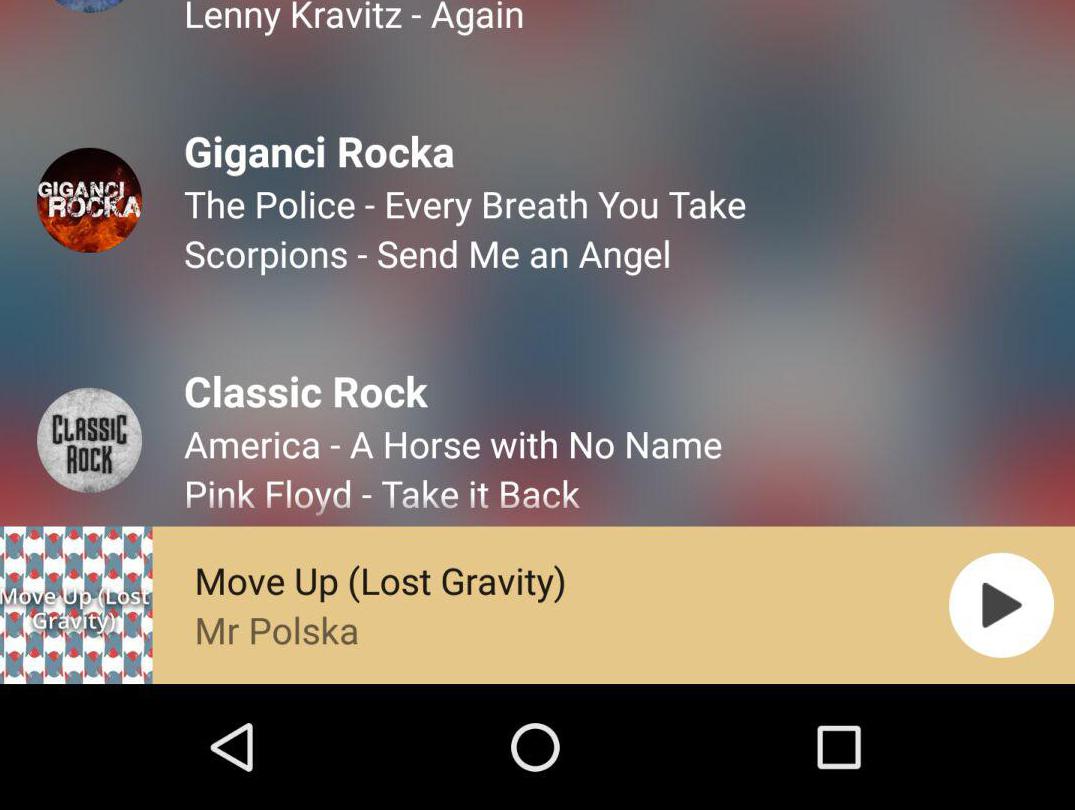 Lenny Kravitz - Again
GIGANCI
ROCKA
Giganci Rocka
The Police - Every Breath You Take
Scorpions - Send Me an Angel
CLASSIC
ROCK
Classic Rock
America - A Horse with No Name
Pink Floyd - Take it Back
Move Up (Lost
Gravity)
Move Up (Lost Gravity)
Mr Polska